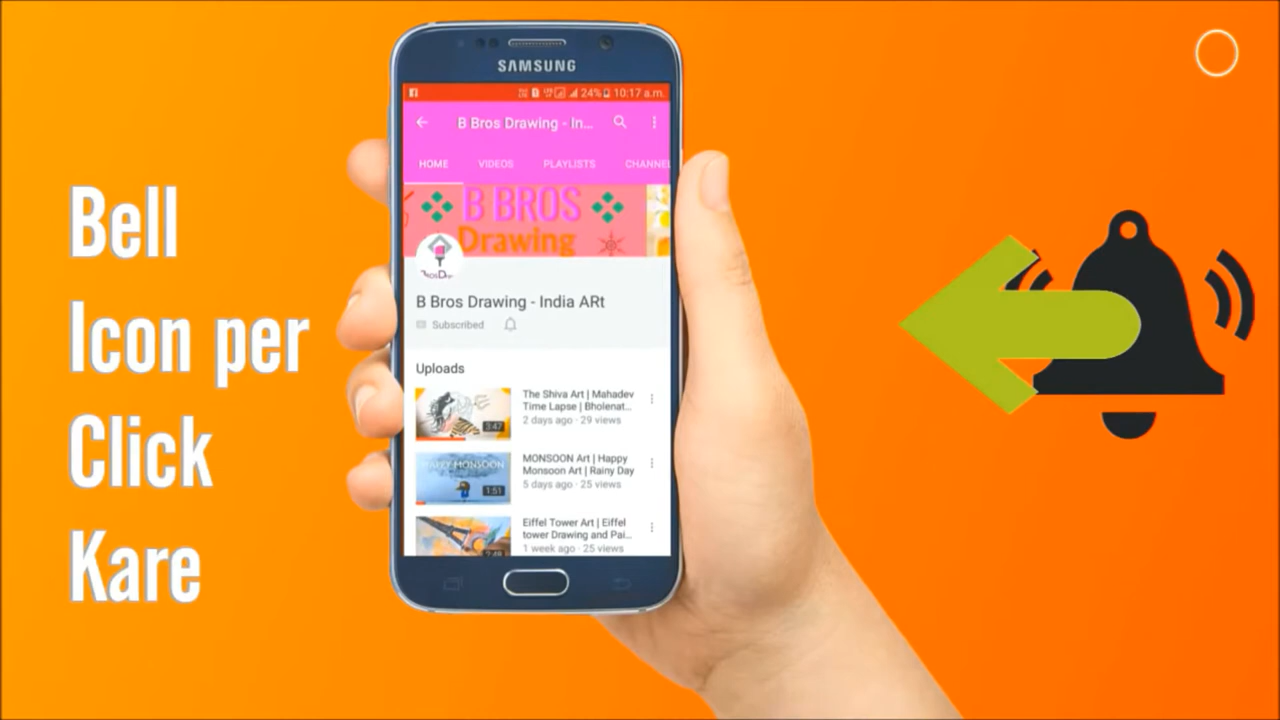 Bell
Icon per
Click
Kare
SAMSUNG
24% 10:17 a.m.
B Bros Drawing - In...
HOME VIDEOS PLAYLISTS CHANNEL
B BROS
Drawing
B Bros Drawing - India ARt
Subscribed
Uploads
The Shiva Art | Mahadev
Time Lapse | Bholenat...
2 days ago · 29 views
3:47
HAPPY MONSOON
MONSOON Art | Happy
Monsoon Art | Rainy Day
5 days ago · 25 views
1:51
Eiffel Tower Art | Eiffel
tower Drawing and Pai...
1 week ago · 25 views